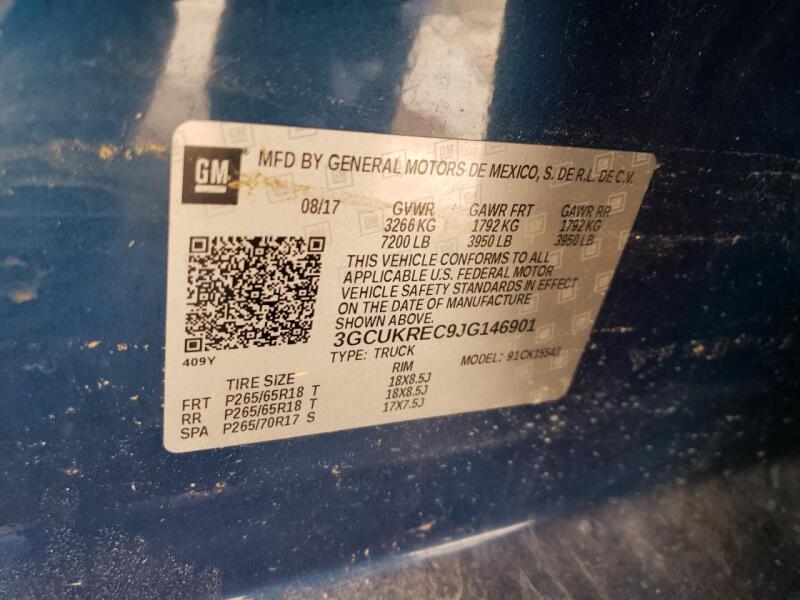 GM MFD BY GENERAL MOTORS DE MEXICO, S. DE R.L. DE C.V.
08/17 GVWR GAWR FRT GAWR RR
3266 KG 1792 KG 1792 KG
7200 LB 3950 LB 3950 LB
THIS VEHICLE CONFORMS TO ALL
APPLICABLE U.S. FEDERAL MOTOR
VEHICLE SAFETY STANDARDS IN EFFECT
ON THE DATE OF MANUFACTURE
SHOWN ABOVE.
3GCUKREC9JG146901
409Y TYPE: TRUCK MODEL: 91CK15543
TIRE SIZE RIM
FRT P265/65R18 T 18X8.5J
RR P265/65R18 T 18X8.5J
SPA P265/70R17 S 17X7.5J